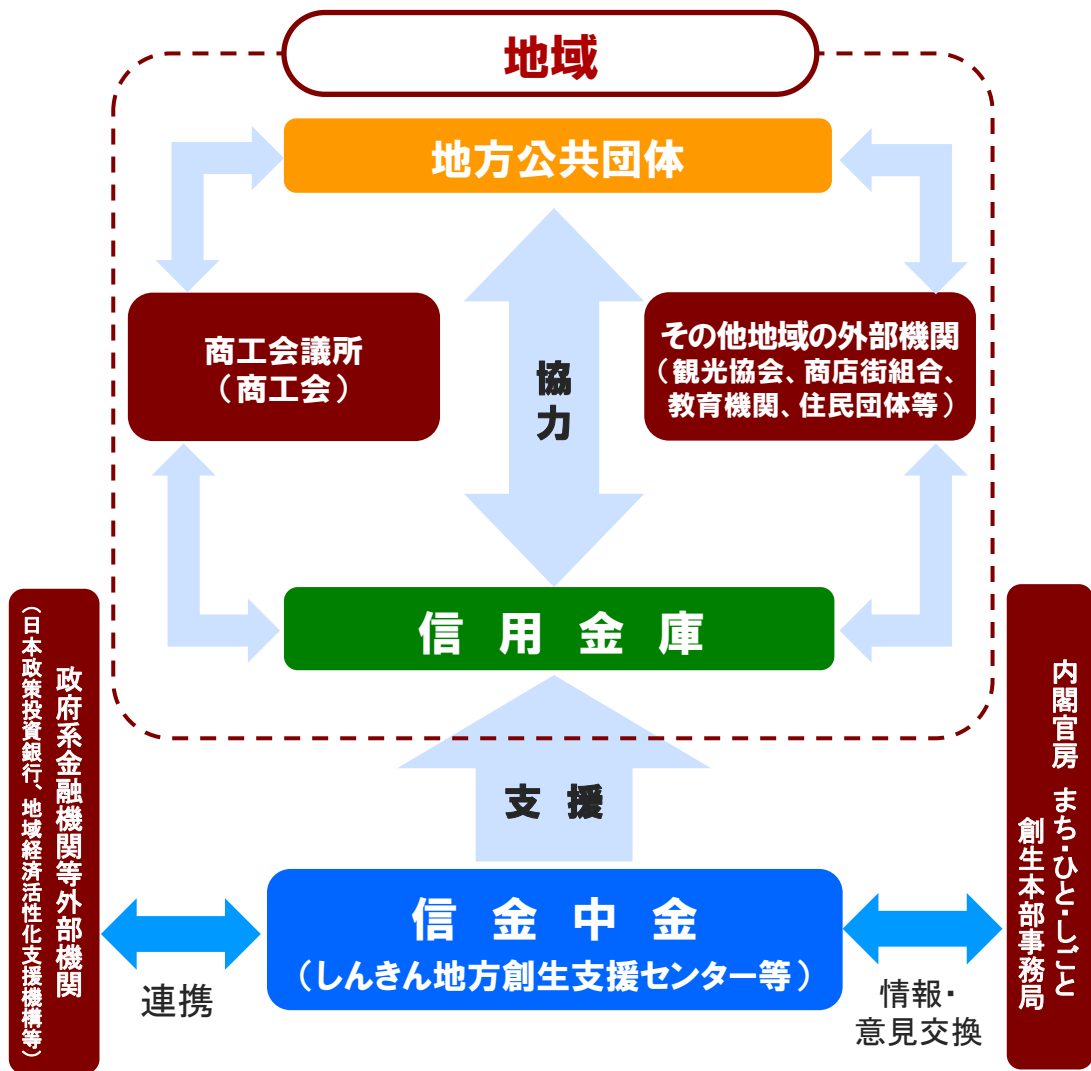 地域
地方公共団体
商工会議所
（商工会）
協力
その他地域の外部機関
（観光協会、商店街組合、
教育機関、住民団体等）
信用金庫
支援
信金中金
（しんきん地方創生支援センター等）
政府系金融機関等外部機関
（日本政策投資銀行、地域経済活性化支援機構等）
連携
情報・
意見交換
内閣官房 まち・ひと・しごと
創生本部事務局